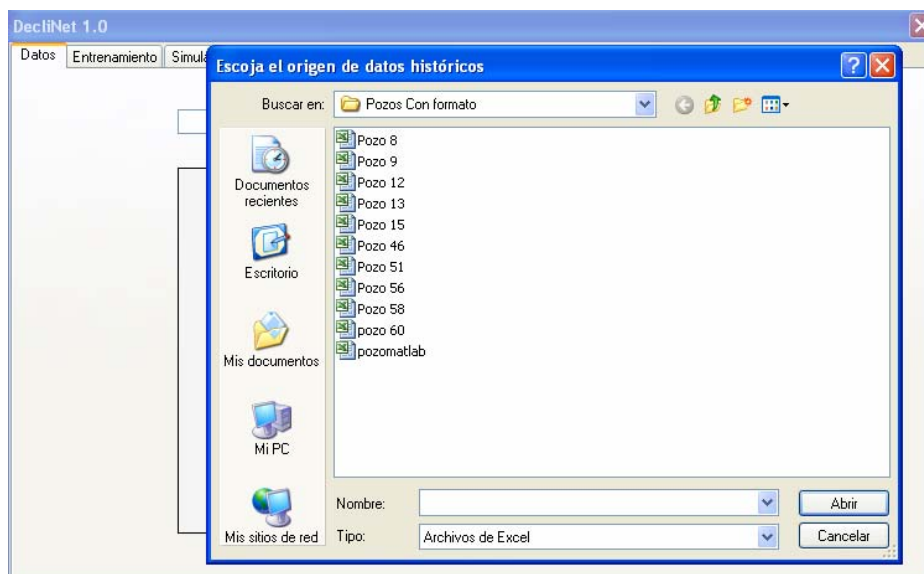 DecliNet 1.0
Datos Entrenamiento Simula
Escoja el origen de datos históricos
Buscar en: Pozos Con formato
Documentos
recientes
Escritorio
Mis documentos
Mi PC
Mis sitios de red
Pozo 8
Pozo 9
Pozo 12
Pozo 13
Pozo 15
Pozo 46
Pozo 51
Pozo 56
Pozo 58
pozo 60
pozomatlab
Nombre: Abrir
Tipo: Archivos de Excel Cancelar